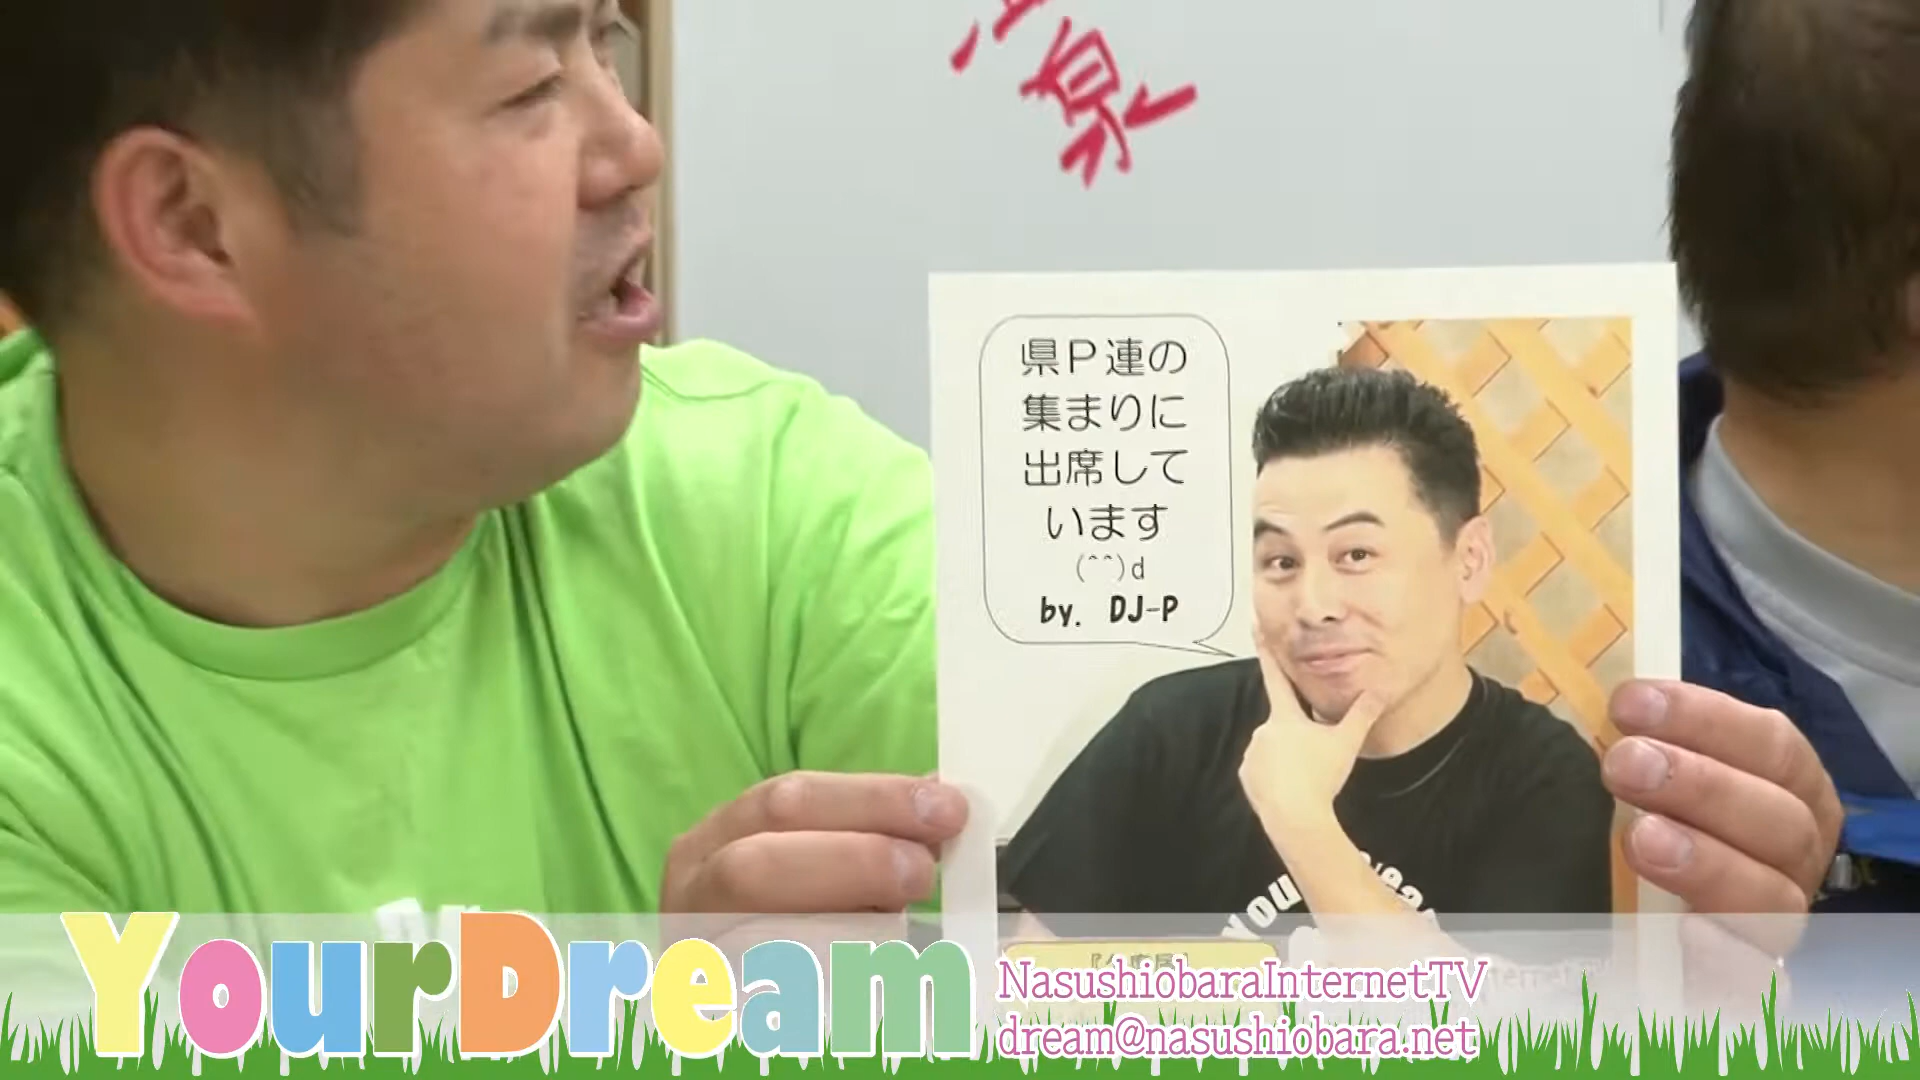 泉
県P連の
集まりに
出席して
います
(^^)d
by. DJ-P
YourDream
NasushiobaraInternetTV
dream@nasushiobara.net